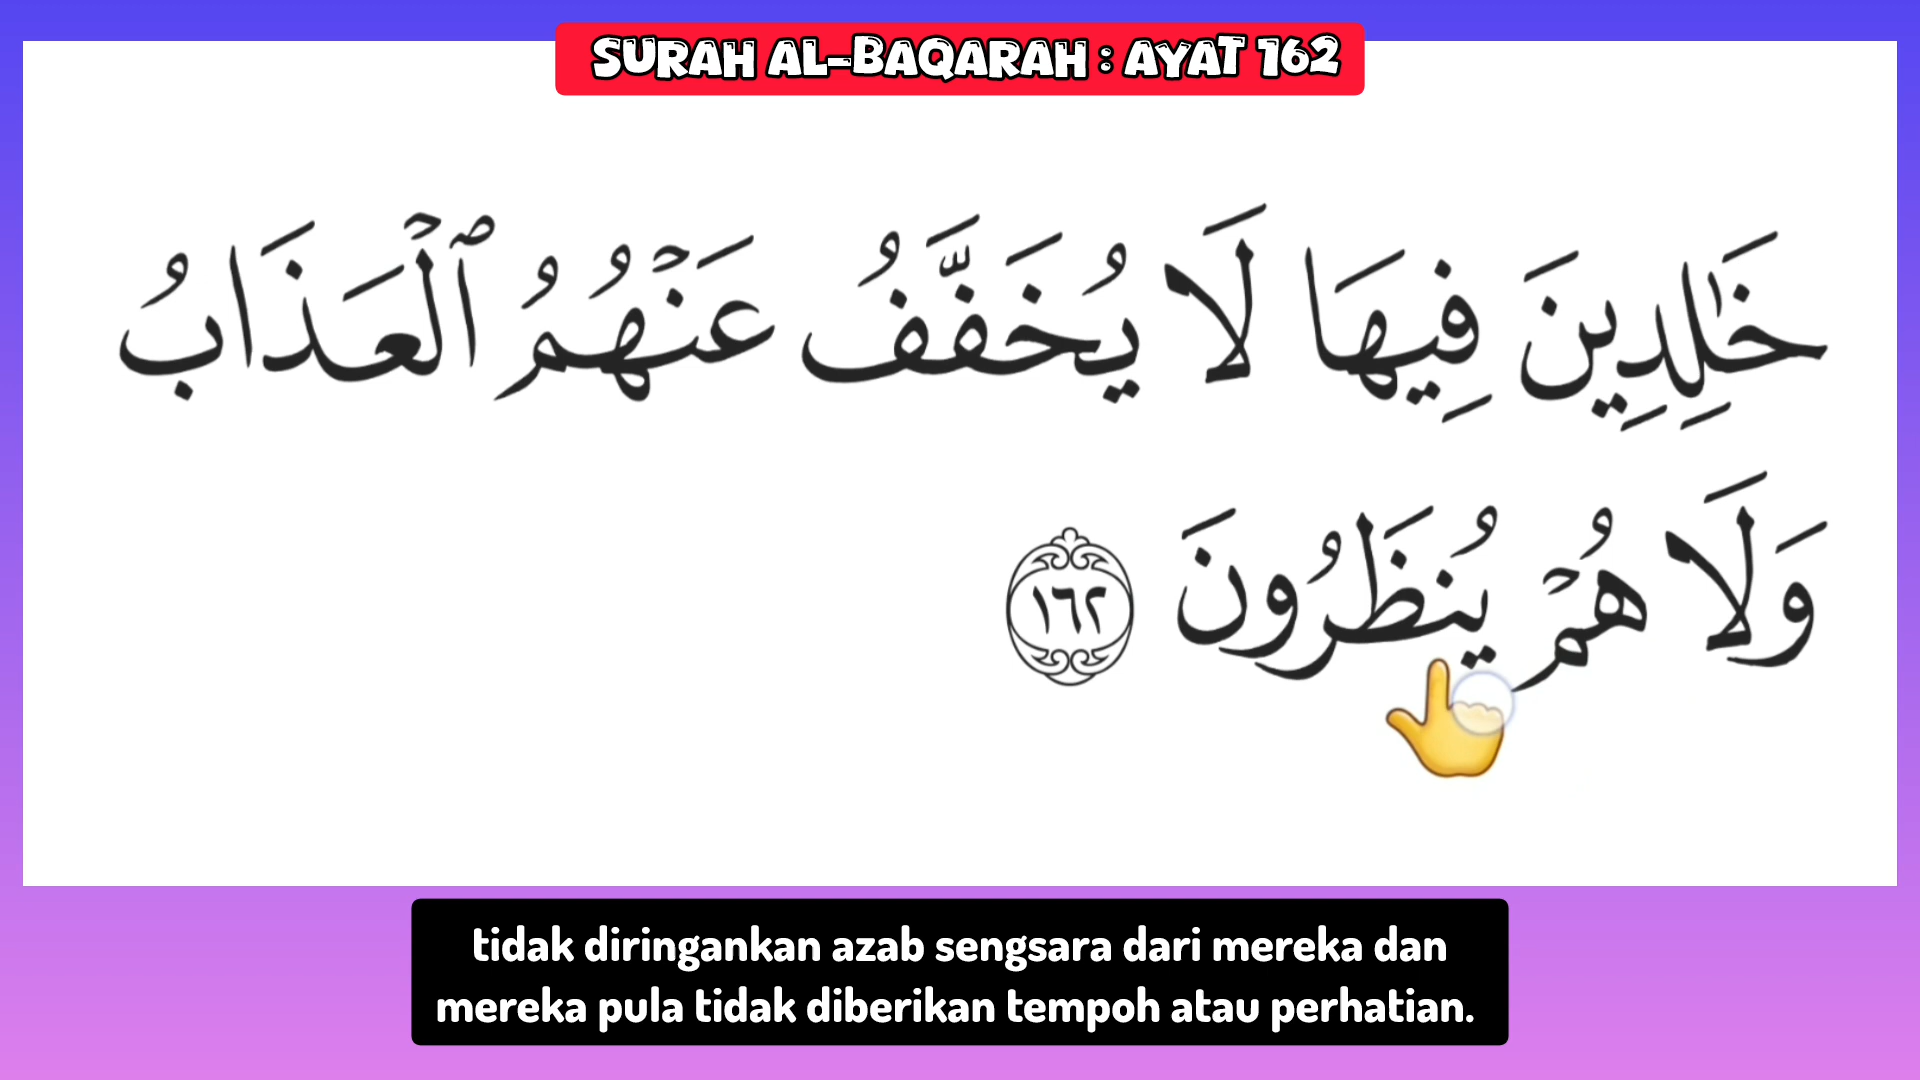 SURAH AL-BAQARAH : AYAT 162
خَٰلِدِينَ فِيهَا لَا يُخَفَّفُ عَنۡهُمُ ٱلۡعَذَابُ
وَلَا هُمۡ يُنظَرُونَ ١٦٢
tidak diringankan azab sengsara dari mereka dan
mereka pula tidak diberikan tempoh atau perhatian.